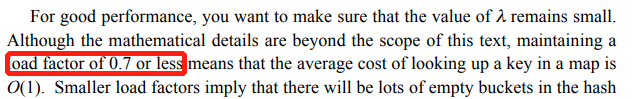 For good performance, you want to make sure that the value of λ remains small.
Although the mathematical details are beyond the scope of this text, maintaining a
load factor of 0.7 or less means that the average cost of looking up a key in a map is
O(1). Smaller load factors imply that there will be lots of empty buckets in the hash